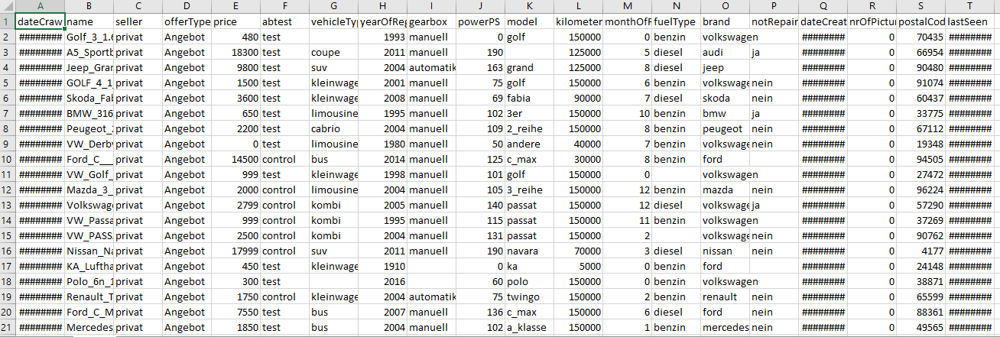 A B C D E F G H I J K L M N O P Q R S T
1 dateCraw name seller offerType price abtest vehicleTy yearOfReg gearbox powerPS model kilometer monthOfR fuelType brand notRepair dateCreat nrOfPictur postalCod lastSeen
2 ######## Golf_3_1.6 privat Angebot 480 test 1993 manuell 0 golf 150000 0 benzin volkswagen ######## 0 70435 ########
3 ######## A5_Sportb privat Angebot 18300 test coupe 2011 manuell 190 125000 5 diesel audi ja ######## 0 66954 ########
4 ######## Jeep_Gran privat Angebot 9800 test suv 2004 automatik 163 grand 125000 8 diesel jeep ######## 0 90480 ########
5 ######## GOLF_4_1_ privat Angebot 1500 test kleinwage 2001 manuell 75 golf 150000 6 benzin volkswage nein ######## 0 91074 ########
6 ######## Skoda_Fab privat Angebot 3600 test kleinwage 2008 manuell 69 fabia 90000 7 diesel skoda nein ######## 0 60437 ########
7 ######## BMW_316 privat Angebot 650 test limousine 1995 manuell 102 3er 150000 10 benzin bmw ja ######## 0 33775 ########
8 ######## Peugeot_2 privat Angebot 2200 test cabrio 2004 manuell 109 2_reihe 150000 8 benzin peugeot nein ######## 0 67112 ########
9 ######## VW_Derby privat Angebot 0 test limousine 1980 manuell 50 andere 40000 7 benzin volkswage nein ######## 0 19348 ########
10 ######## Ford_C___ privat Angebot 14500 control bus 2014 manuell 125 c_max 30000 8 benzin ford ######## 0 94505 ########
11 ######## VW_Golf_ privat Angebot 999 test kleinwage 1998 manuell 101 golf 150000 0 volkswagen ######## 0 27472 ########
12 ######## Mazda_3_ privat Angebot 2000 control limousine 2004 manuell 105 3_reihe 150000 12 benzin mazda nein ######## 0 96224 ########
13 ######## Volkswag privat Angebot 2799 control kombi 2005 manuell 140 passat 150000 12 diesel volkswage ja ######## 0 57290 ########
14 ######## VW_Passa privat Angebot 999 control kombi 1995 manuell 115 passat 150000 11 benzin volkswagen ######## 0 37269 ########
15 ######## VW_PASS privat Angebot 2500 control kombi 2004 manuell 131 passat 150000 2 volkswage nein ######## 0 90762 ########
16 ######## Nissan_Na privat Angebot 17999 control suv 2011 manuell 190 navara 70000 3 diesel nissan nein ######## 0 4177 ########
17 ######## KA_Luftha privat Angebot 450 test kleinwage 1910 0 ka 5000 0 benzin ford ######## 0 24148 ########
18 ######## Polo_6n_1 privat Angebot 300 test 2016 60 polo 150000 0 benzin volkswagen ######## 0 38871 ########
19 ######## Renault_T privat Angebot 1750 control kleinwage 2004 automatik 75 twingo 150000 2 benzin renault nein ######## 0 65599 ########
20 ######## Ford_C_M privat Angebot 7550 test bus 2007 manuell 136 c_max 150000 6 diesel ford nein ######## 0 88361 ########
21 ######## Mercedes privat Angebot 1850 test bus 2004 manuell 102 a_klasse 150000 1 benzin mercedes nein ######## 0 49565 ########